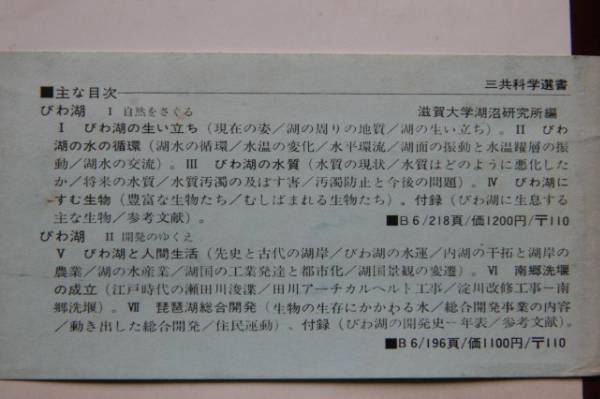 ■主な目次
三共科学選書
びわ湖 Ⅰ 自然をさぐる
滋賀大学湖沼研究所編
Ⅰ びわ湖の生い立ち(現在の姿/湖の周りの地質/湖の生い立ち)。Ⅱ びわ
湖の水の循環(湖水の循環/水温の変化/水平環流/湖面の振動と水温躍層の振
動/湖水の交流)。Ⅲ びわ湖の水質(水質の現状/水質はどのように悪化した
か/将来の水質/水質汚濁の及ぼす害/汚濁防止と今後の問題)。Ⅳ びわ湖に
すむ生物(豊富な生物たち/むしばまれる生物たち)。付録(びわ湖に生息する
主な生物/参考文献)。
■B6/218頁/価1200円/〒110
びわ湖 Ⅱ 開発のゆくえ
Ⅴ びわ湖と人間生活(先史と古代の湖岸/びわ湖の水運/内湖の干拓と湖岸の
農業/湖の水産業/湖国の工業発達と都市化/湖国景観の変遷)。Ⅵ 南郷洗堰
の成立(江戸時代の瀬田川浚渫/田川アーチカルヘルト工事/淀川改修工事-南
郷洗堰)。Ⅶ 琵琶湖総合開発(生物の生存にかかわる水/総合開発事業の内容
/動き出した総合開発/住民運動)、付録(びわ湖の開発史-年表/参考文献)。
■B6/196頁/価1100円/〒110